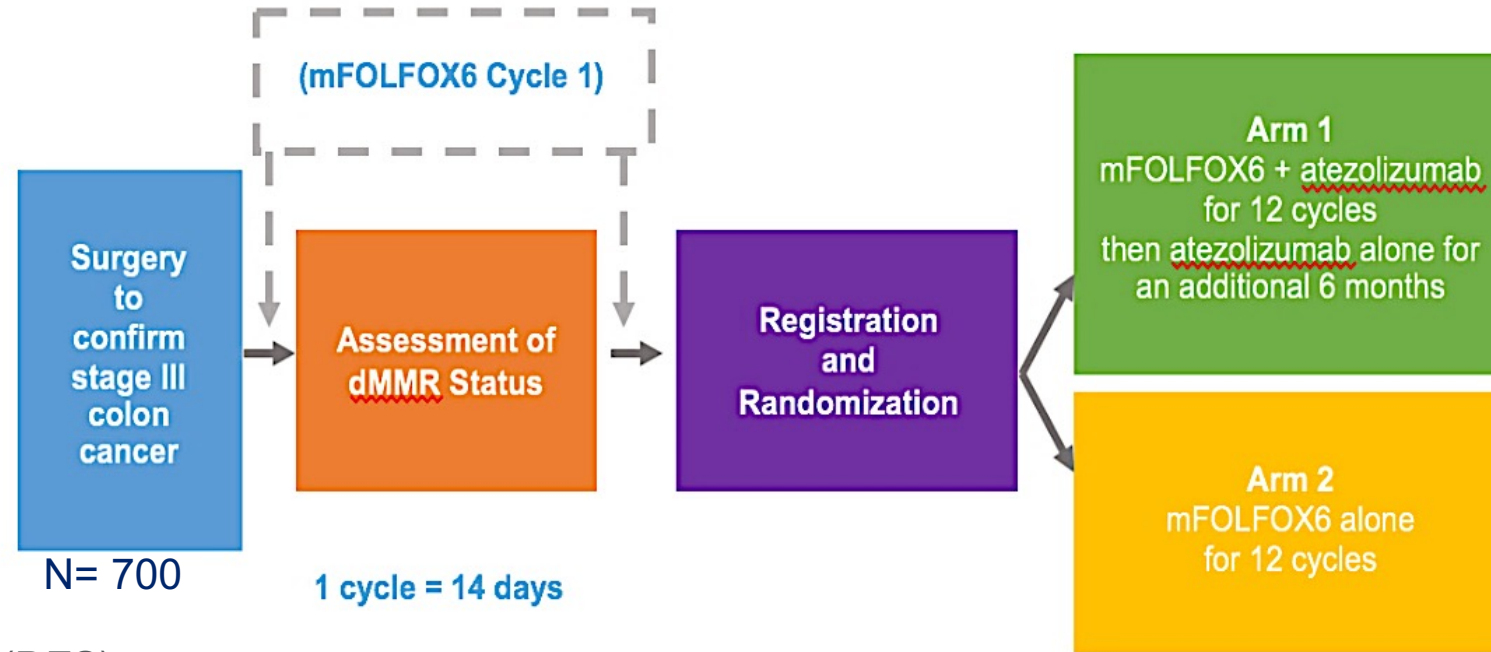 (mFOLFOX6 Cycle 1)
Surgery
to
confirm
stage III
colon
cancer
N= 700
Assessment of
dMMR Status
1 cycle = 14 days
Registration
and
Randomization
Arm 1
mFOLFOX6 + atezolizumab
for 12 cycles
then atezolizumab alone for
an additional 6 months
Arm 2
mFOLFOX6 alone
for 12 cycles